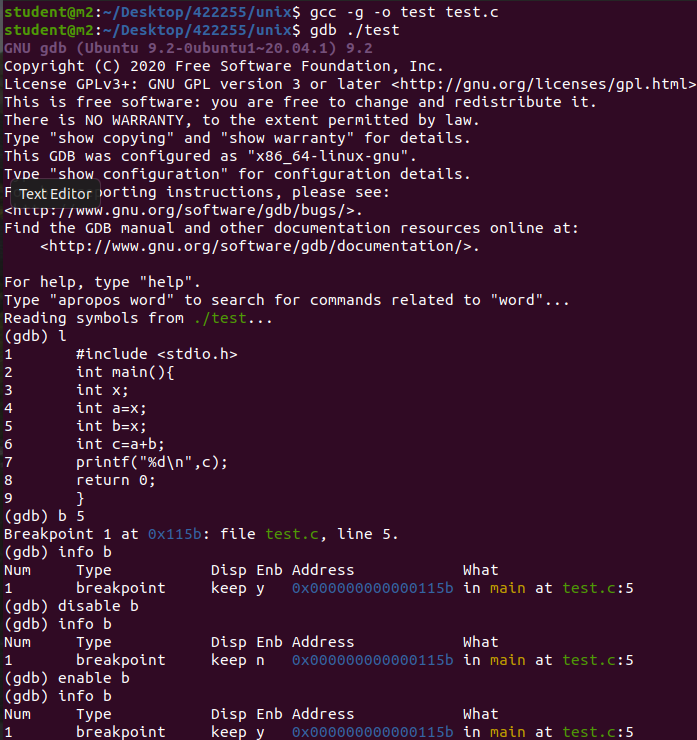 student@m2:~/Desktop/422255/unix$ gcc -g -o test test.c
student@m2:~/Desktop/422255/unix$ gdb ./test
GNU gdb (Ubuntu 9.2-0ubuntu1~20.04.1) 9.2
Copyright (C) 2020 Free Software Foundation, Inc.
License GPLv3+: GNU GPL version 3 or later <http://gnu.org/licenses/gpl.html>
This is free software: you are free to change and redistribute it.
There is NO WARRANTY, to the extent permitted by law.
Type "show copying" and "show warranty" for details.
This GDB was configured as "x86_64-linux-gnu".
Type "show configuration" for configuration details.
Text Editor
orting instructions, please see:
<http://www.gnu.org/software/gdb/bugs/>.
Find the GDB manual and other documentation resources online at:
    <http://www.gnu.org/software/gdb/documentation/>.
For help, type "help".
Type "apropos word" to search for commands related to "word"...
Reading symbols from ./test...
(gdb) l
1       #include <stdio.h>
2       int main(){
3       int x;
4       int a=x;
5       int b=x;
6       int c=a+b;
7       printf("%d\n",c);
8       return 0;
9       }
(gdb) b 5
Breakpoint 1 at 0x115b: file test.c, line 5.
(gdb) info b
Num     Type           Disp Enb Address            What
1       breakpoint     keep y   0x000000000000115b in main at test.c:5
(gdb) disable b
(gdb) info b
Num     Type           Disp Enb Address            What
1       breakpoint     keep n   0x000000000000115b in main at test.c:5
(gdb) enable b
(gdb) info b
Num     Type           Disp Enb Address            What
1       breakpoint     keep y   0x000000000000115b in main at test.c:5